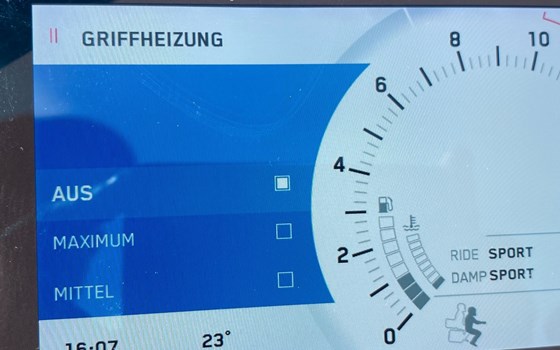 GRIFFHEIZUNG
AUS
MAXIMUM
MITTEL
16:07 23°
10
8
6
4
2
0
RIDE SPORT
DAMP SPORT